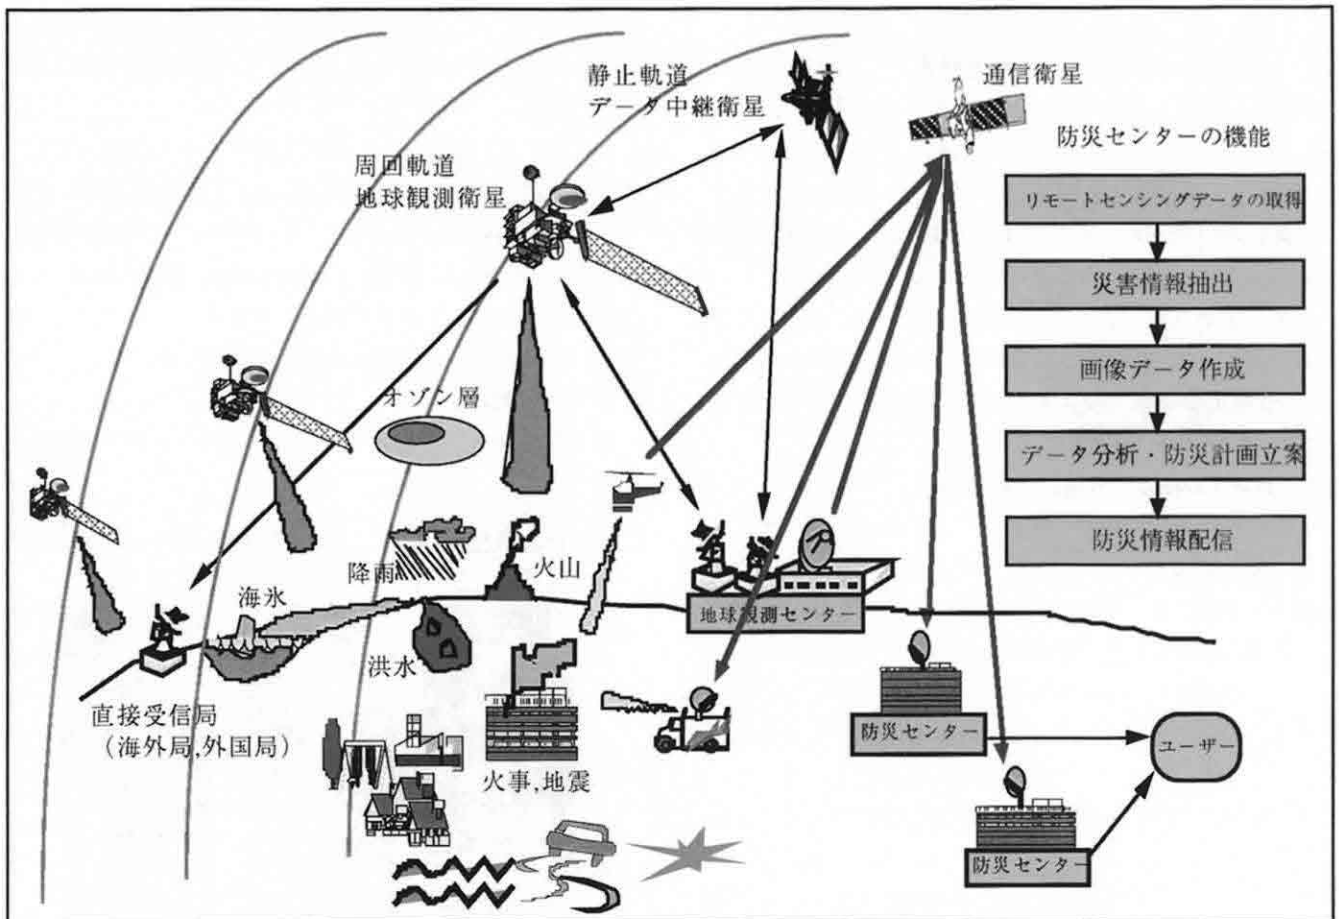 静止軌道
データ中継衛星
通信衛星
防災センターの機能
周回軌道
地球観測衛星
リモートセンシングデータの取得
災害情報抽出
画像データ作成
データ分析・防災計画立案
防災情報配信
オゾン層
降雨
火山
海氷
地球観測センター
洪水
直接受信局
（海外局,外国局）
火事,地震
防災センター
ユーザー
防災センター